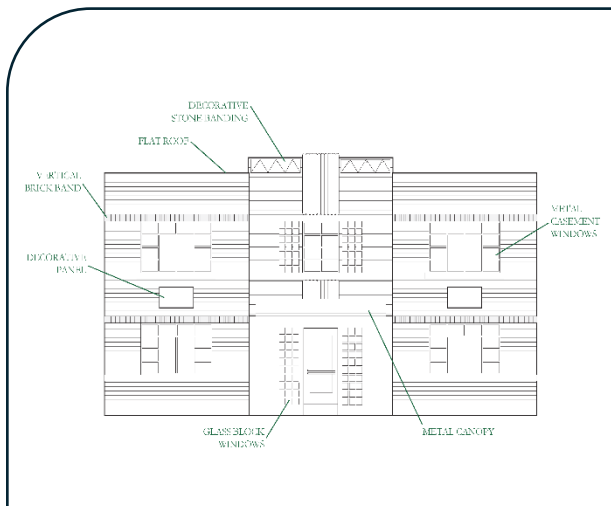 DECORATIVE
STONE BANDING
FLAT ROOF
VERTICAL
BRICK BAND
METAL
CASEMENT
WINDOWS
DECORATIVE
PANEL
GLASS BLOCK
WINDOWS
METAL CANOPY